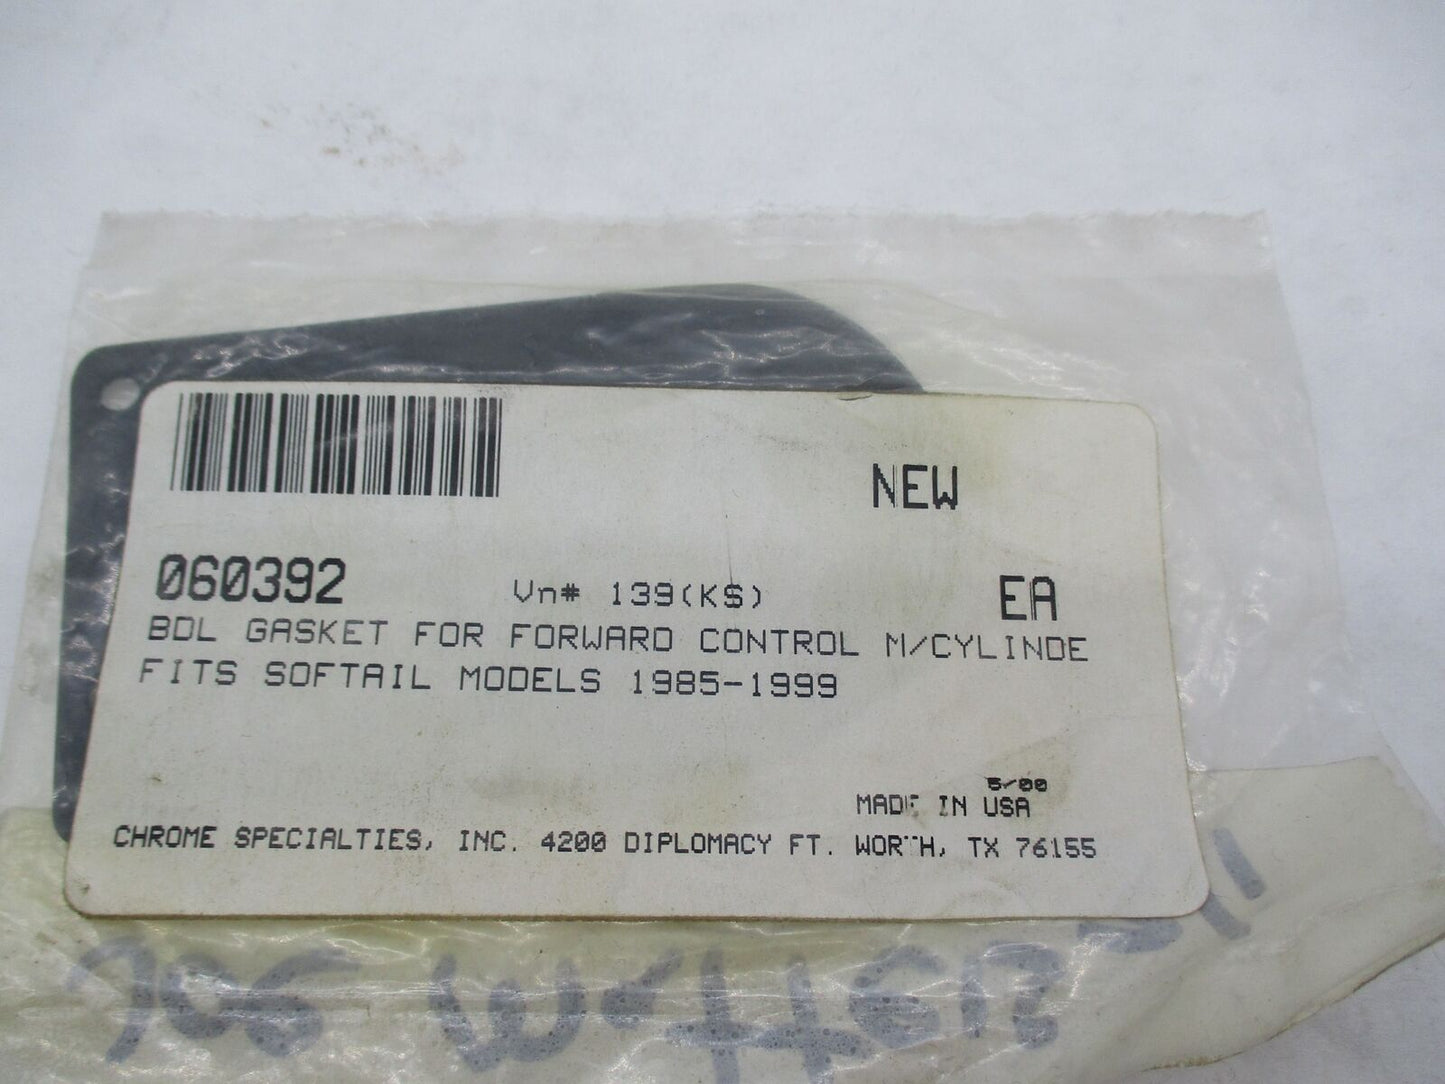 NEW
060392 Vn# 139(KS) EA
BDL GASKET FOR FORWARD CONTROL M/CYLINDE
FITS SOFTAIL MODELS 1985-1999
5/00
MADE IN USA
CHROME SPECIALTIES, INC. 4200 DIPLOMACY FT. WORTH, TX 76155